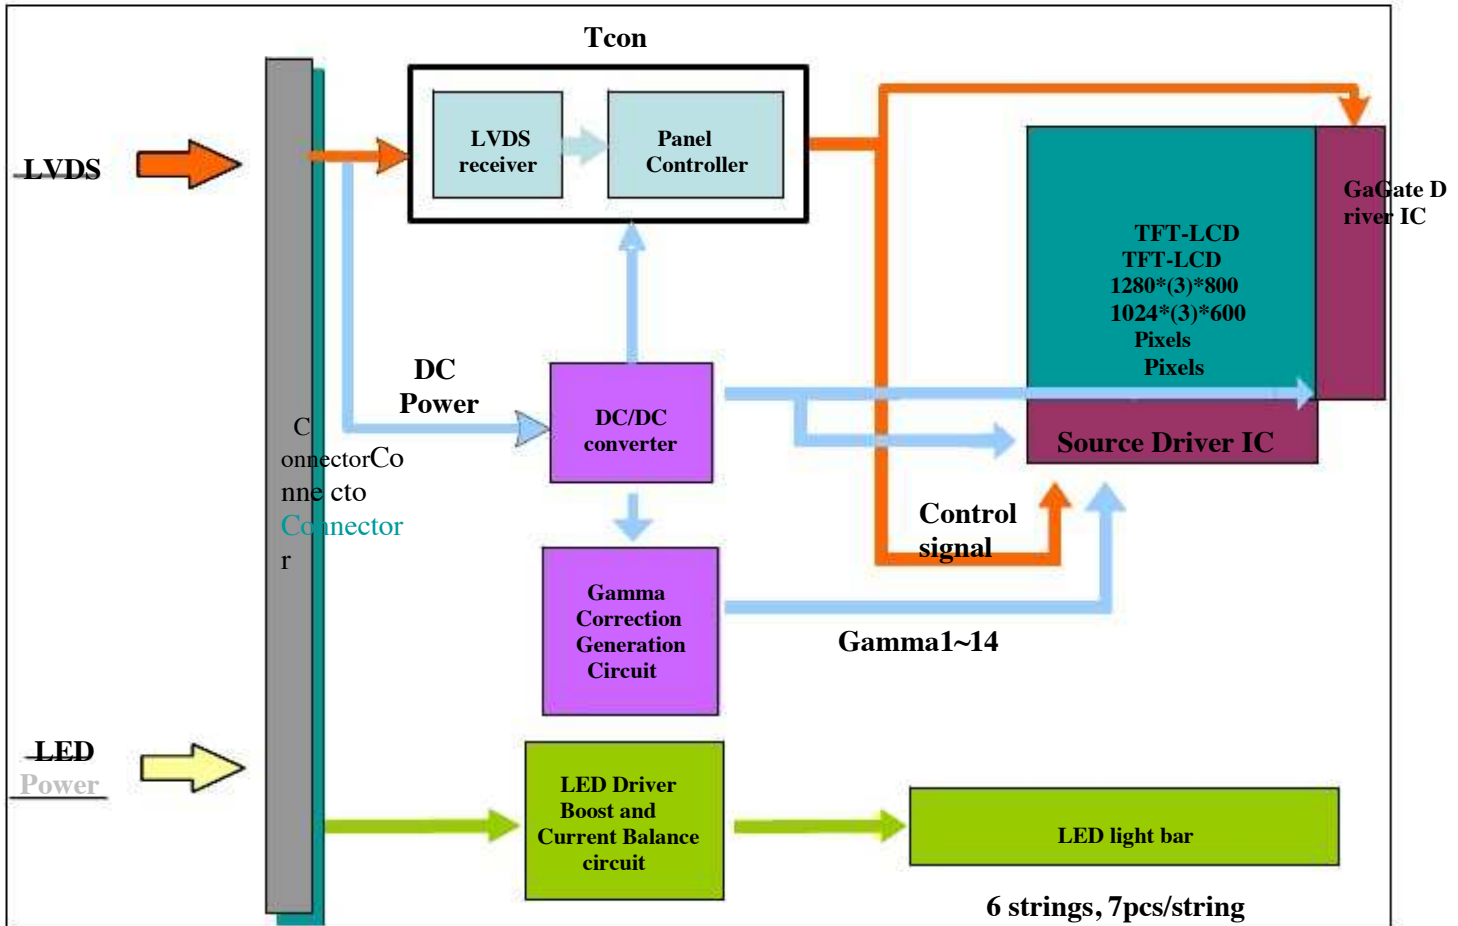 Tcon
LVDS
LVDS
receiver
Panel
Controller
GaGate D
river IC
TFT-LCD
TFT-LCD
1280*(3)*800
1024*(3)*600
Pixels
Pixels
DC
Power
DC/DC
converter
Source Driver IC
C
onnectorCo
nne cto
Connector
r
Control
signal
Gamma
Correction
Generation
Circuit
Gamma1~14
LED
Power
LED Driver
Boost and
Current Balance
circuit
LED light bar
6 strings, 7pcs/string